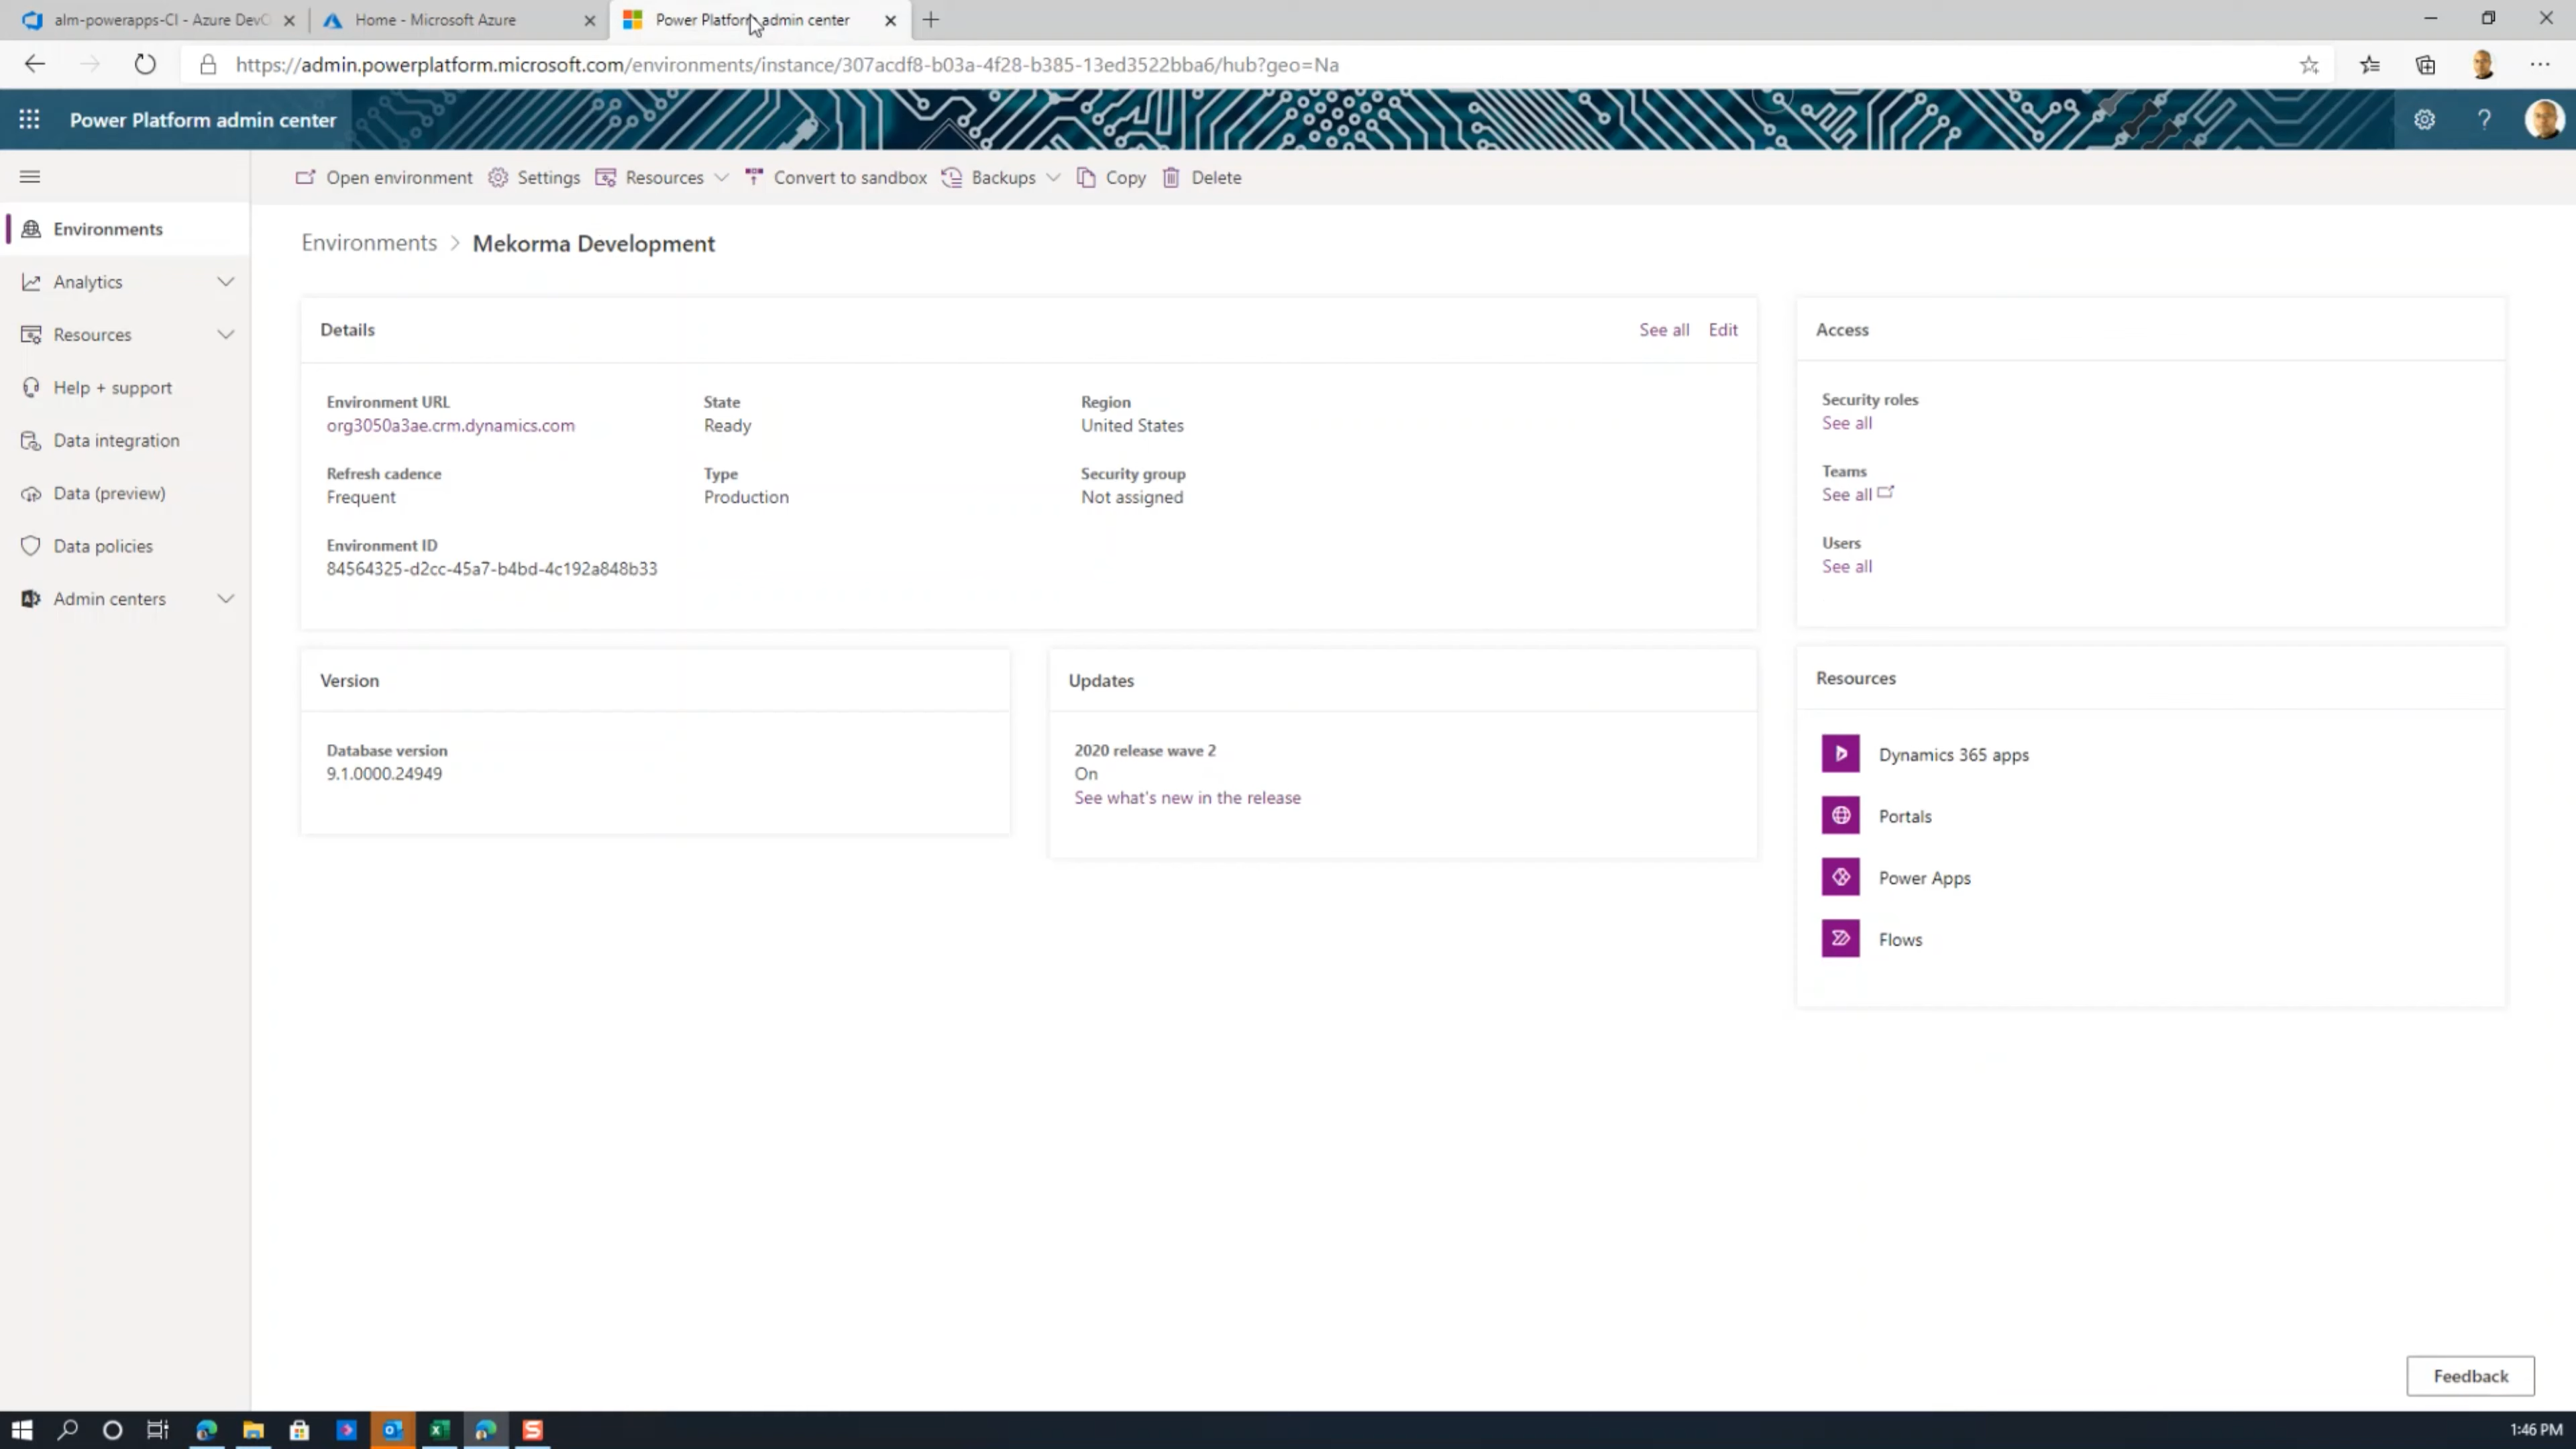 alm-powerapps-CI - Azure DevO
Home - Microsoft Azure
Power Platform admin center
https://admin.powerplatform.microsoft.com/environments/instance/307acdf8-b03a-4f28-b385-13ed3522bba6/hub?geo=Na
Power Platform admin center
Open environment Settings Resources Convert to sandbox Backups Copy Delete
Environments
Analytics
Resources
Help + support
Data integration
Data (preview)
Data policies
Admin centers
Environments > Mekorma Development
Details See all Edit
Environment URL State Region
org3050a3ae.crm.dynamics.com Ready United States
Refresh cadence Type Security group
Frequent Production Not assigned
Environment ID
84564325-d2cc-45a7-b4bd-4c192a848b33
Access
Security roles
See all
Teams
See all
Users
See all
Version
Database version
9.1.0000.24949
Updates
2020 release wave 2
On
See what's new in the release
Resources
Dynamics 365 apps
Portals
Power Apps
Flows
Feedback
1:46 PM